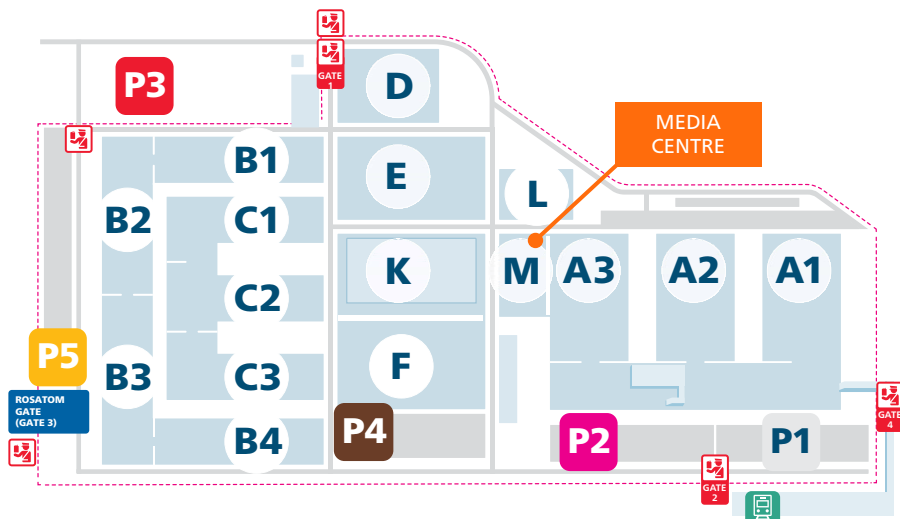 GATE
1
P3
D
MEDIA
CENTRE
B1
E
L
B2
C1
K
M
A3
A2
A1
C2
P5
B3
C3
F
ROSATOM
GATE
(GATE 3)
GATE
4
B4
P4
P2
P1
GATE
2